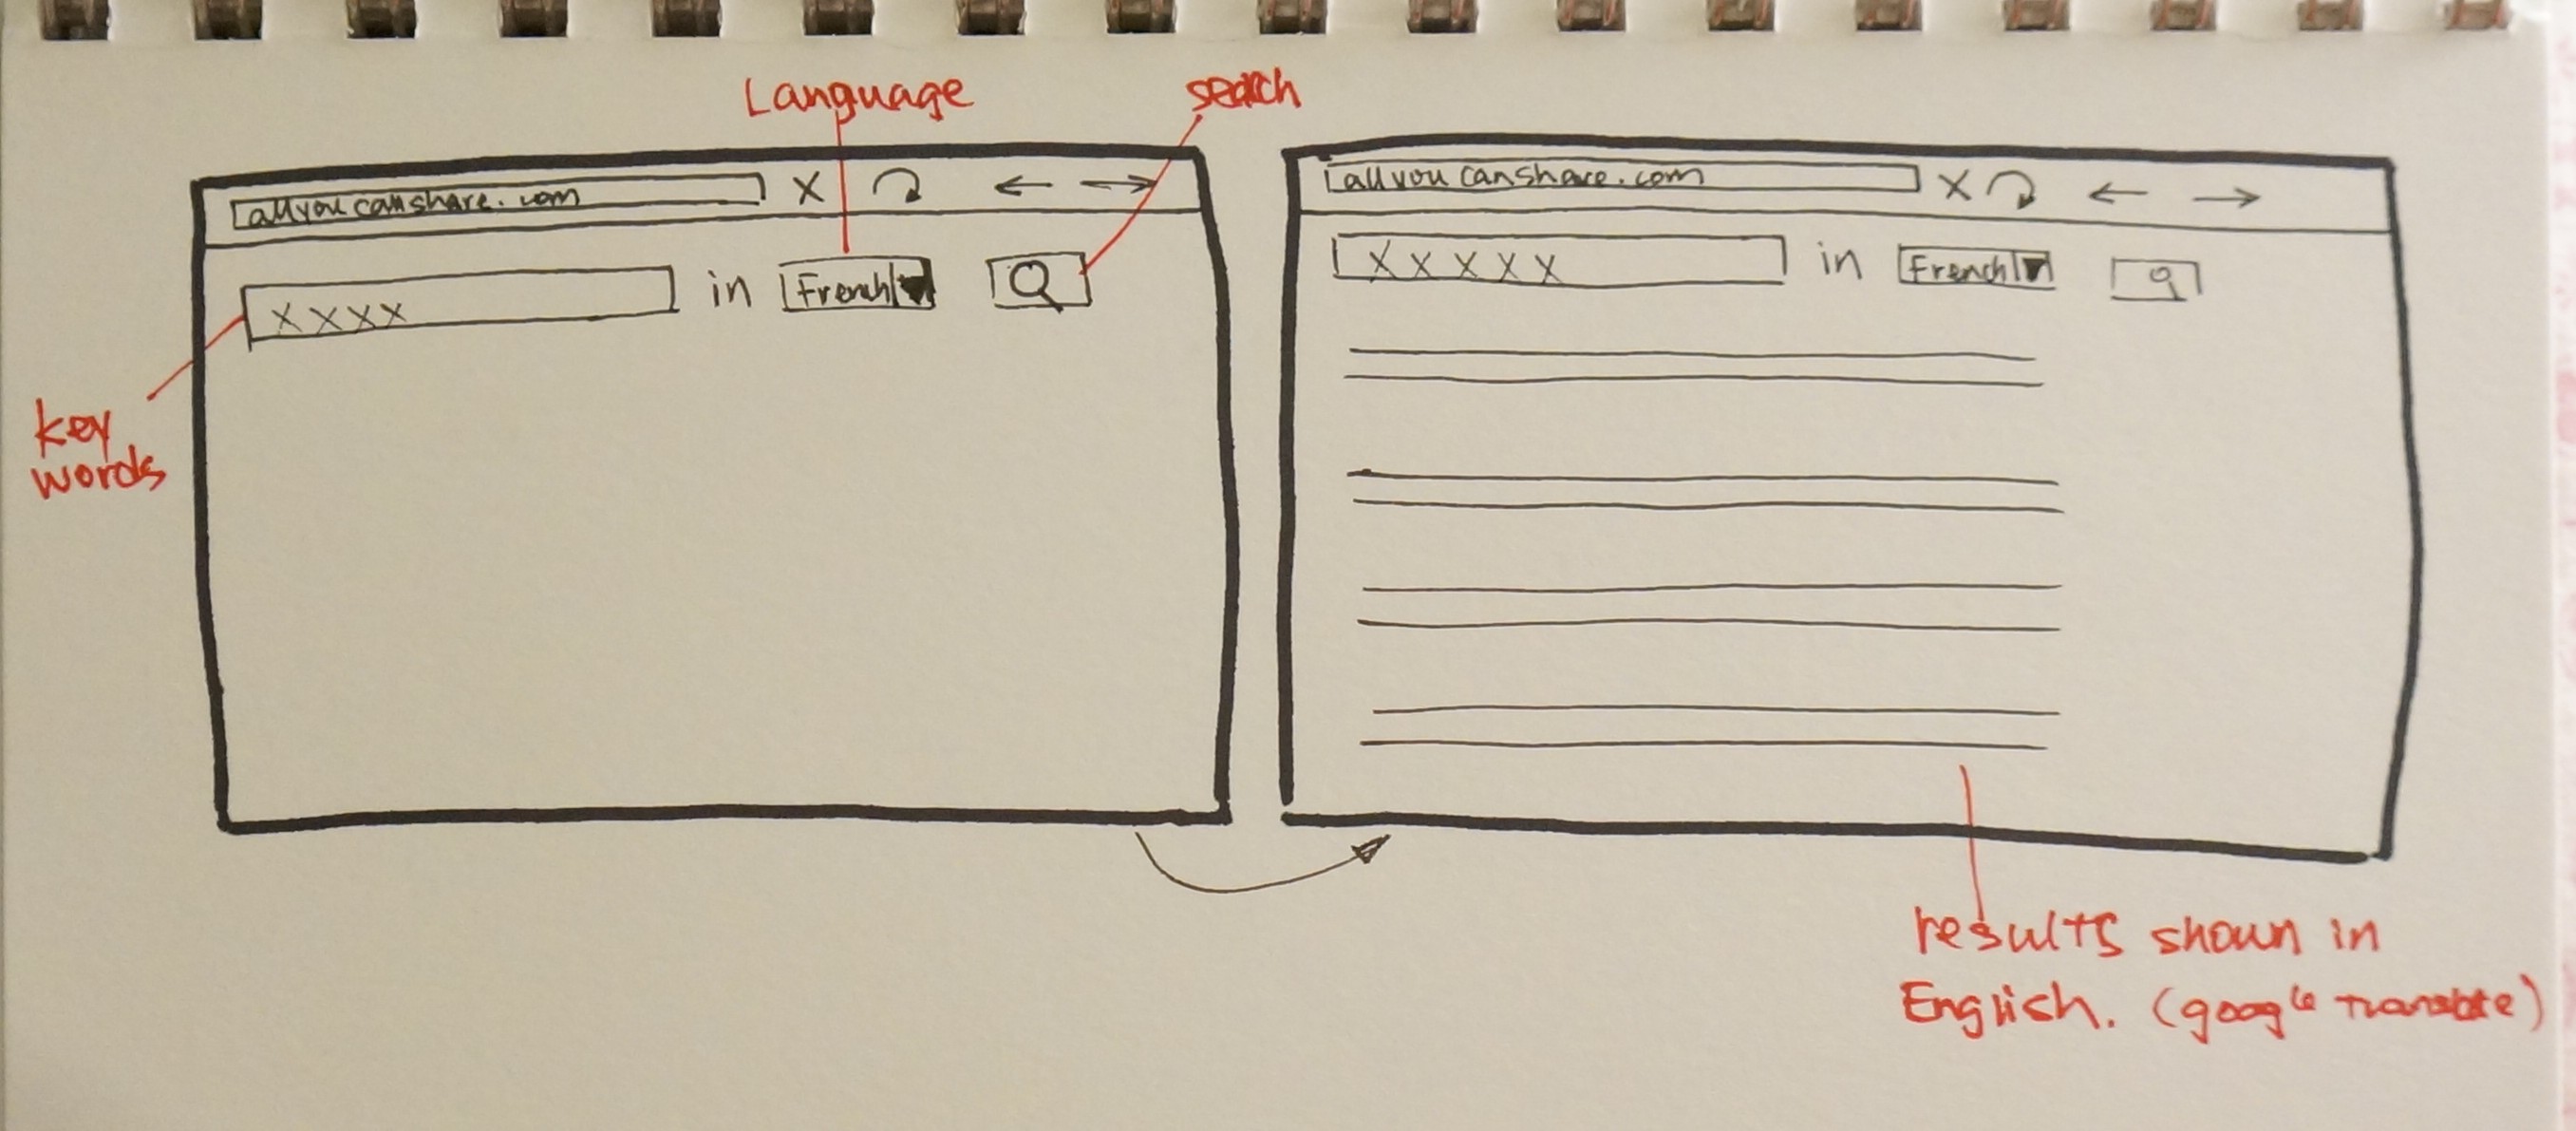 Language
search
allyoucanshare.com X
xxxx in French
key
words
allyoucanshare.com X
xxxxx in French
results shown in
English. (google translate)